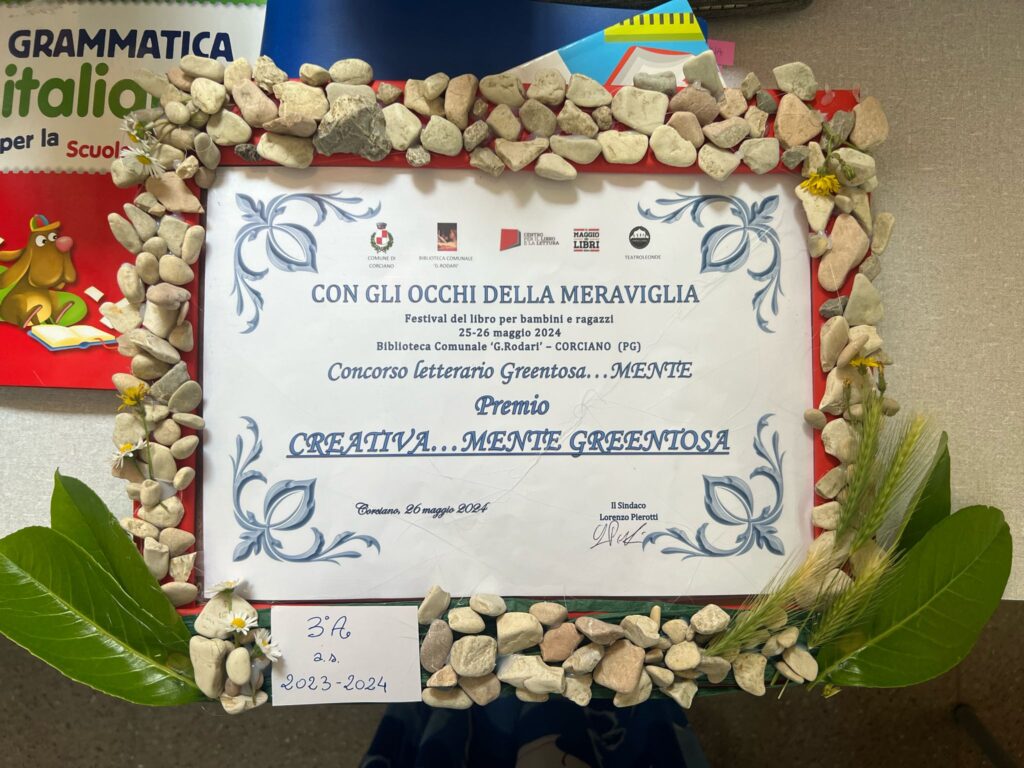 GRAMMATICA
italia
per la Scuola
COMUNE DI
CORCIANO
BIBLIOTECA COMUNALE
"G.RODARI"
CENTRO
PER IL LIBRO
E LA LETTURA
MAGGIO
DEI
LIBRI
TEATROLEONDE
CON GLI OCCHI DELLA MERAVIGLIA
Festival del libro per bambini e ragazzi
25-26 maggio 2024
Biblioteca Comunale 'G.Rodari' – CORCIANO (PG)
Concorso letterario Greentosa...MENTE
Premio
CREATIVA...MENTE GREENTOSA
Corciano, 26 maggio 2024
Il Sindaco
Lorenzo Pierotti
3°A
a.s.
2023-2024